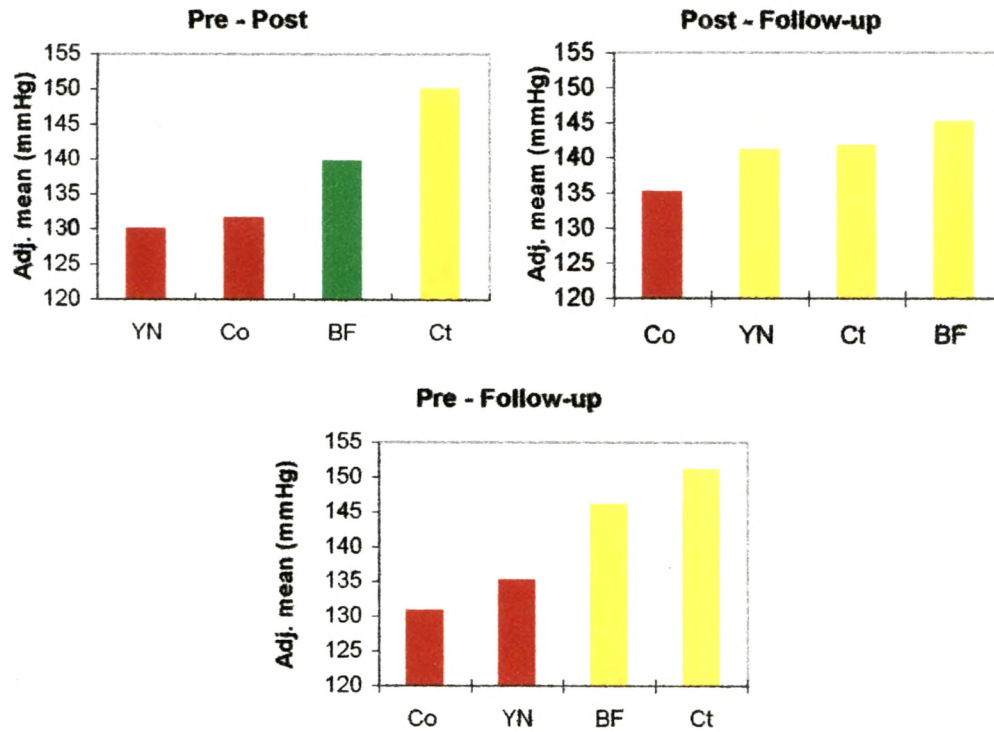 Pre - Post
Adj. mean (mmHg)
155
150
145
140
135
130
125
120
YN Co BF Ct
Post - Follow-up
Adj. meam (mmHg)
155
150
145
140
135
130
125
120
Co YN Ct BF
Pre - Follow-up
Adj. mean (mmHg)
155
150
145
140
135
130
125
120
Co YN BF Ct